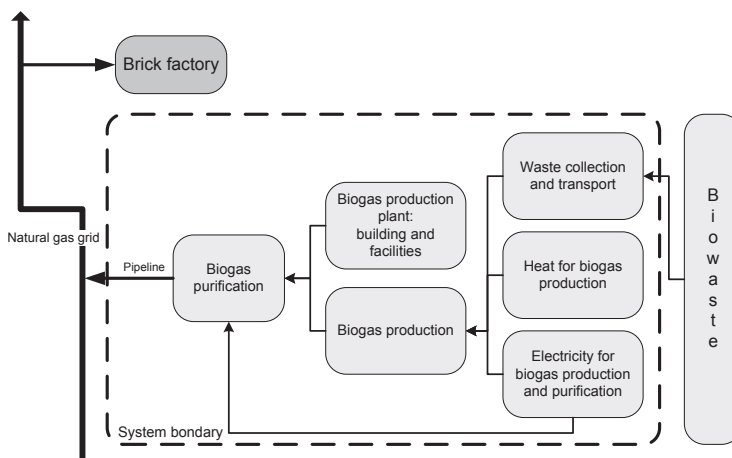 Brick factory
Waste collection
and transport
Biogas production
plant:
building and
facilities
Natural gas grid
Pipeline
Biogas
purification
Heat for biogas
production
Biogas production
Electricity for
biogas production
and purification
System bondary
B
i
o
w
a
s
t
e